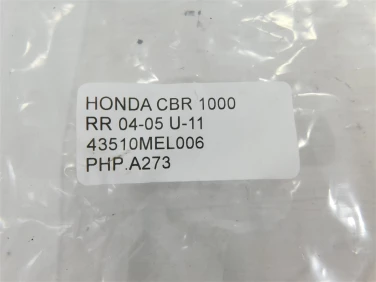 HONDA CBR 1000
RR 04-05 U-11
43510MEL006
PHP.A273